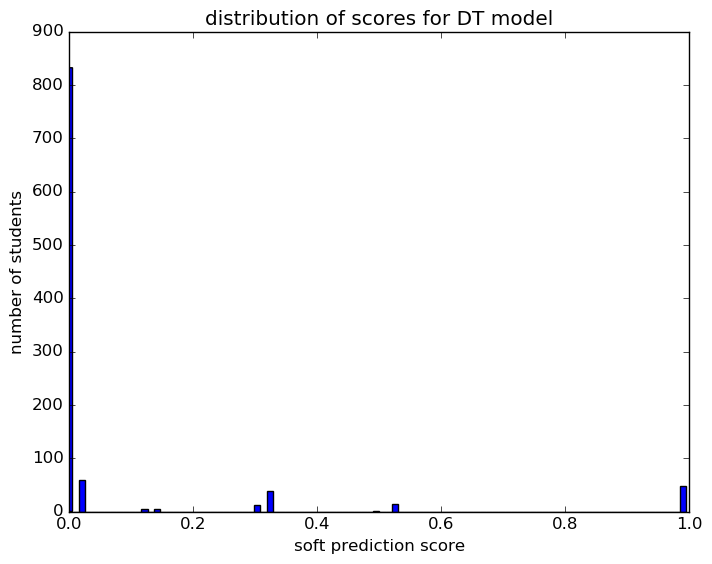 distribution of scores for DT model
900
800
700
600
500
400
300
200
100
0
0.0 0.2 0.4 0.6 0.8 1.0
number of students
soft prediction score